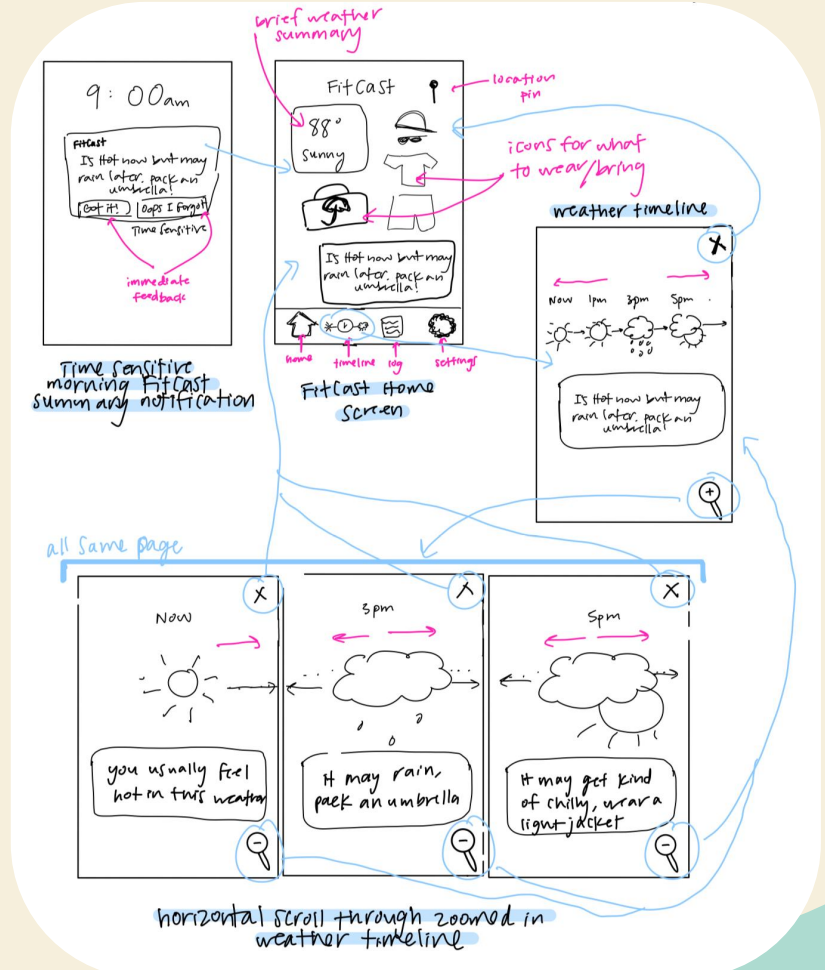 brief weather
summary
9:00am
FitCast
Is Hot now but may
rain later. pack an
umbrella!
Got it!
Oops I forgot
Time sensitive
immediate
feedback
Time sensitive
morning FitCast
summary notification
FitCast
location
pin
88°
sunny
icons for what
to wear/bring
Is Hot now but may
rain later. pack an
umbrella!
home
timeline
log
settings
FitCast Home
Screen
weather timeline
X
Now 1pm 3pm 5pm
Is Hot now but may
rain later. pack an
umbrella!
+
all same page
X
Now
you usually feel
hot in this weather
-
X
3pm
It may rain,
pack an umbrella
-
X
5pm
It may get kind
of chilly, wear a
light jacket
-
horizontal scroll through zoomed in
weather timeline